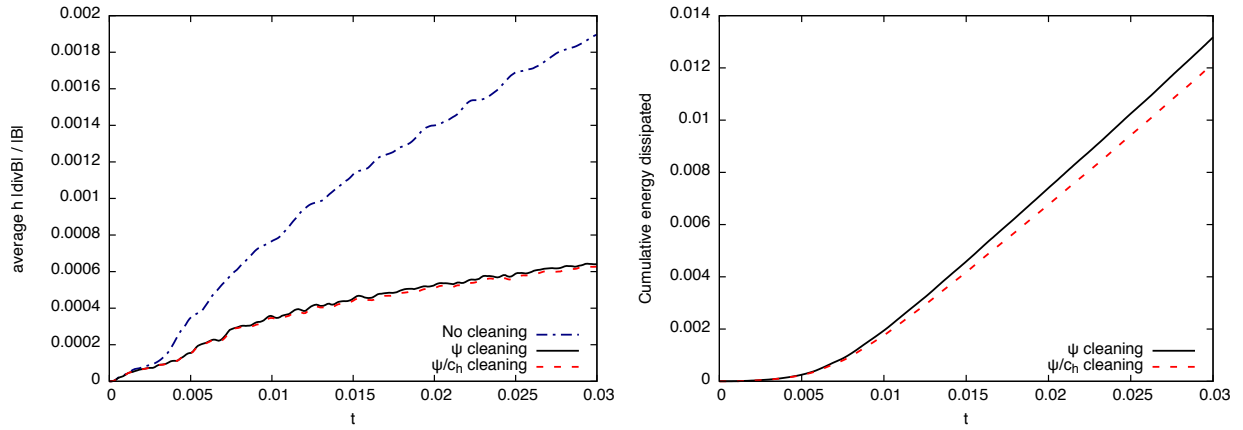 average h |divB| / |B|
0.002
0.0018
0.0016
0.0014
0.0012
0.001
0.0008
0.0006
0.0004
0.0002
0
No cleaning
ψ cleaning
ψ/ch cleaning
0 0.005 0.01 0.015 0.02 0.025 0.03
t
Cumulative energy dissipated
0.014
0.012
0.01
0.008
0.006
0.004
0.002
0
ψ cleaning
ψ/ch cleaning
0 0.005 0.01 0.015 0.02 0.025 0.03
t